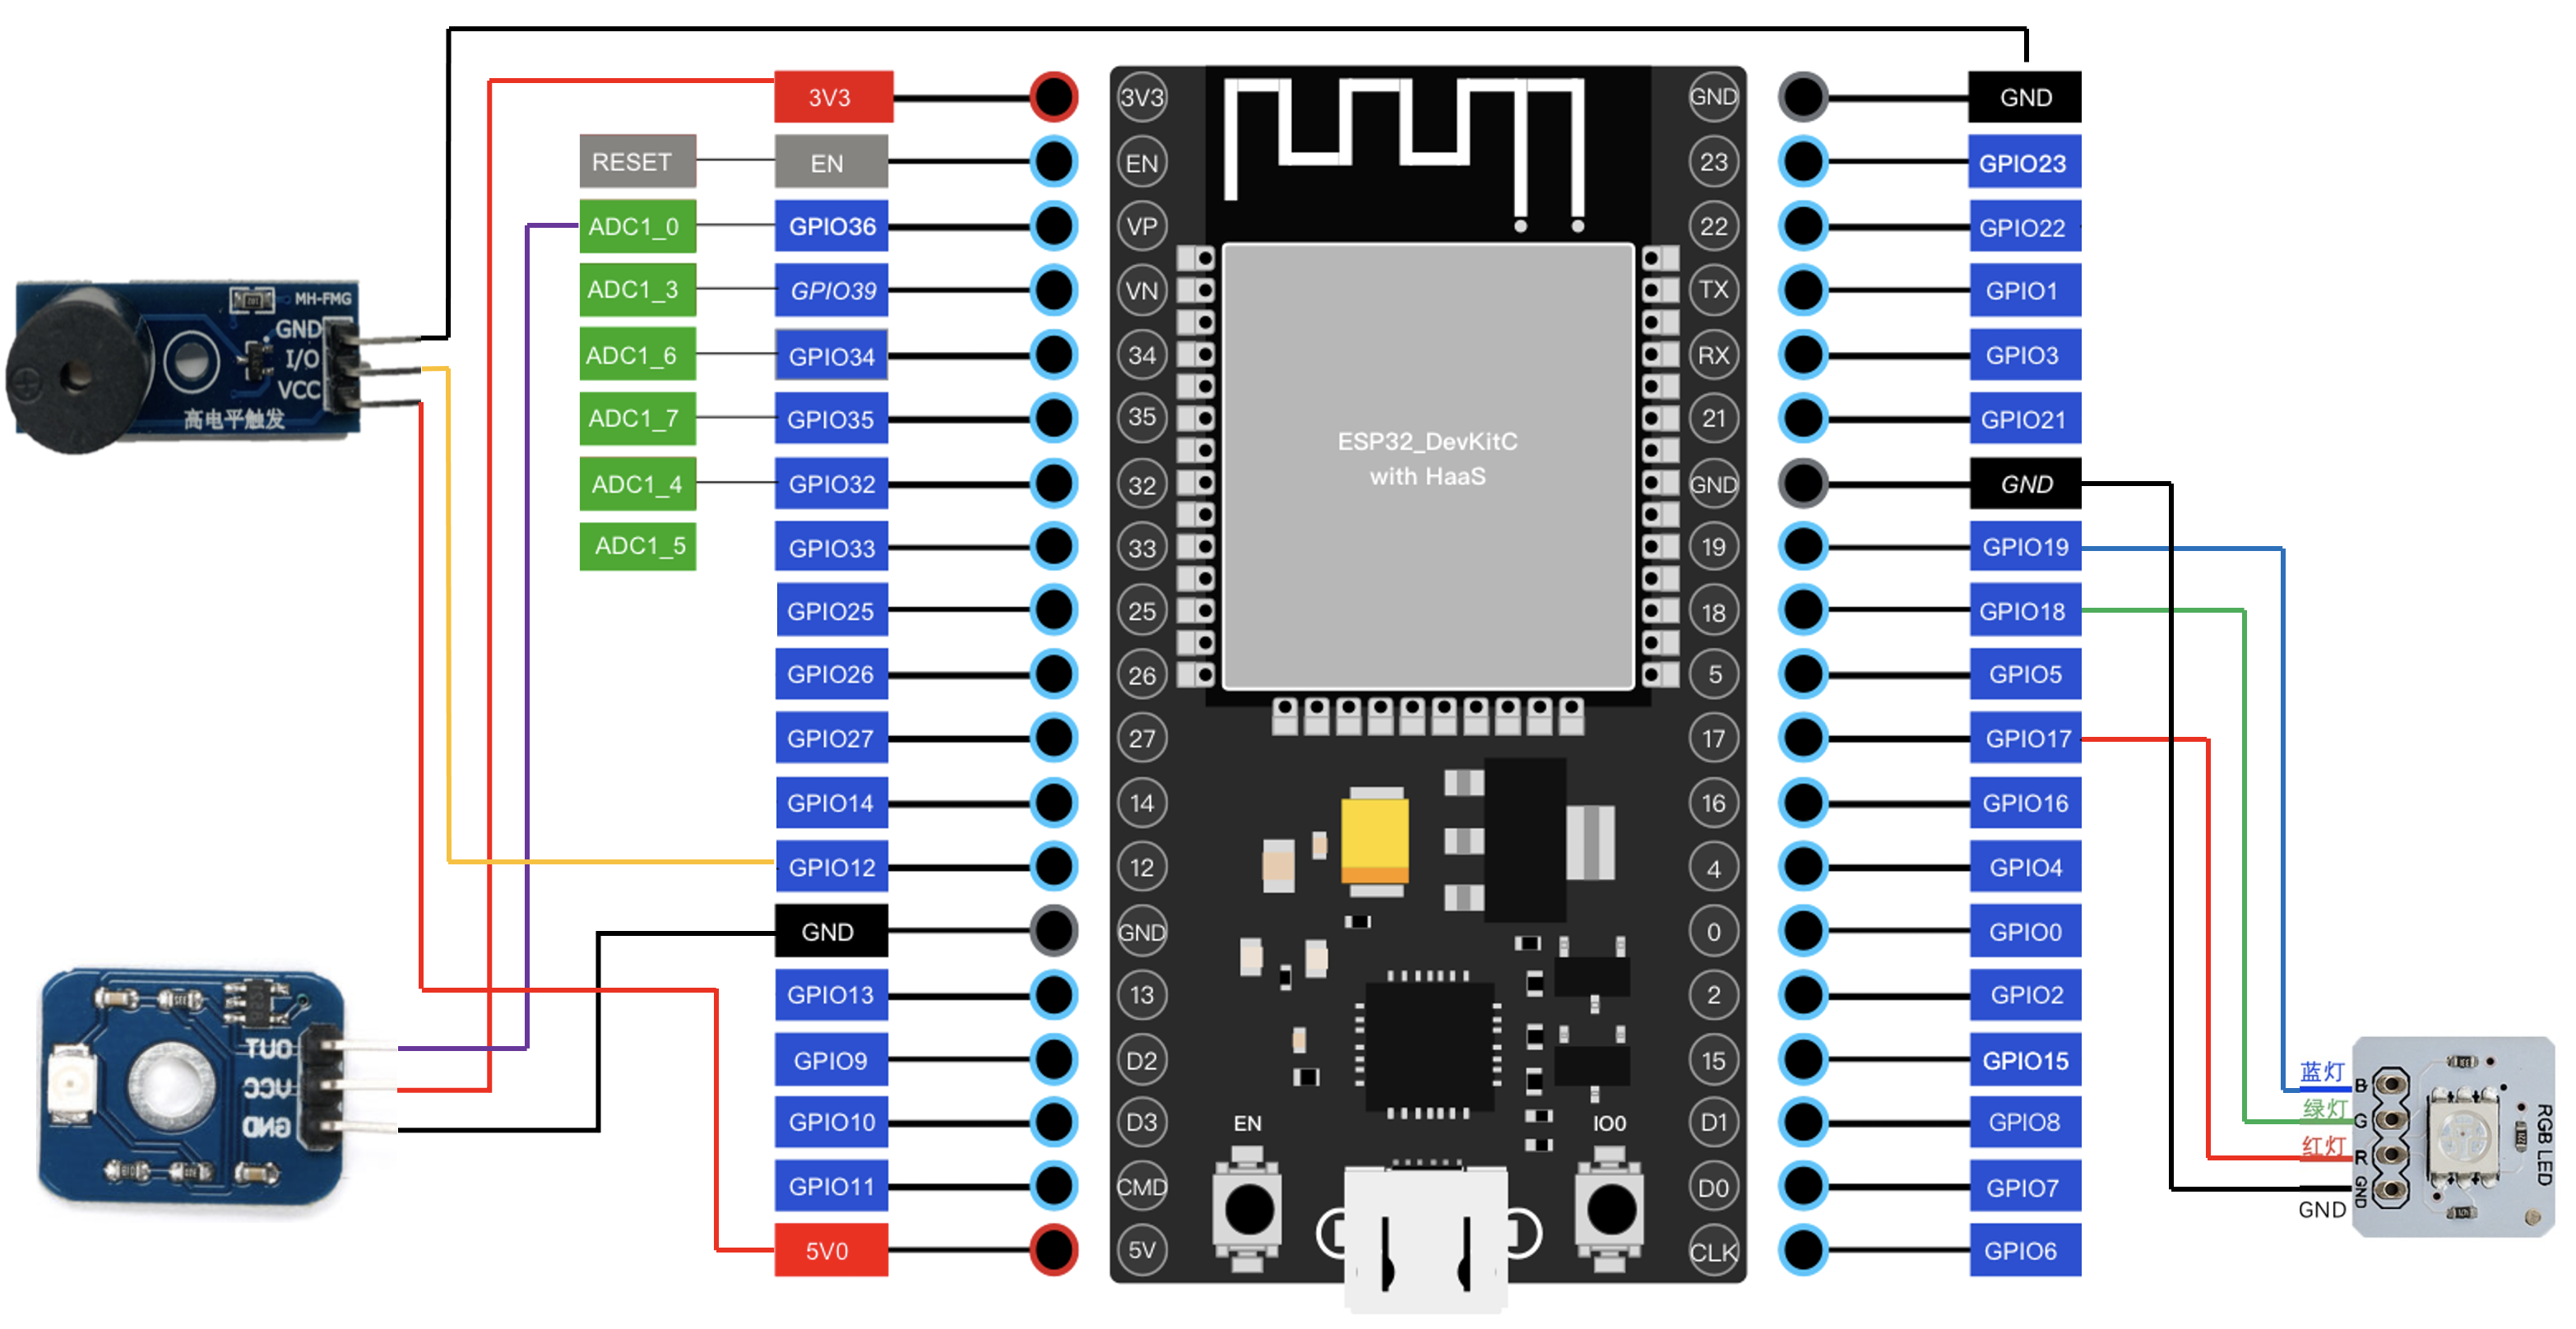 MH-FMG
GND
I/O
VCC
高电平触发
OUT
VCC
GND
3V3
RESET
EN
ADC1_0
GPIO36
ADC1_3
GPIO39
ADC1_6
GPIO34
ADC1_7
GPIO35
ADC1_4
GPIO32
ADC1_5
GPIO33
GPIO25
GPIO26
GPIO27
GPIO14
GPIO12
GND
GPIO13
GPIO9
GPIO10
GPIO11
5V0
3V3
EN
VP
VN
34
35
32
33
25
26
27
14
12
GND
13
D2
D3
CMD
5V
ESP32_DevKitC
with HaaS
EN
IO0
GND
23
22
TX
RX
21
GND
19
18
5
17
16
4
0
2
15
D1
D0
CLK
GND
GPIO23
GPIO22
GPIO1
GPIO3
GPIO21
GND
GPIO19
GPIO18
GPIO5
GPIO17
GPIO16
GPIO4
GPIO0
GPIO2
GPIO15
GPIO8
GPIO7
GPIO6
蓝灯
绿灯
红灯
GND
B
G
R
GND
RGB LED